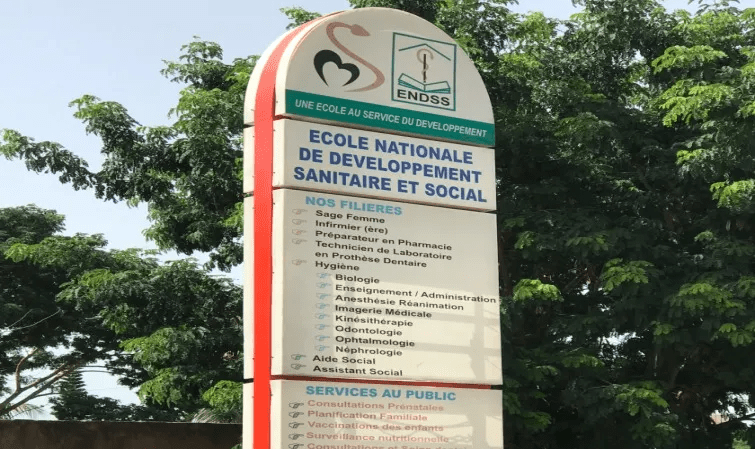 ENDSS
UNE ECOLE AU SERVICE DU DEVELOPPEMENT
ECOLE NATIONALE
DE DEVELOPPEMENT
SANITAIRE ET SOCIAL
NOS FILIERES
Sage Femme
Infirmier (ère)
Préparateur en Pharmacie
Technicien de Laboratoire
en Prothèse Dentaire
Hygiène
Biologie
Enseignement / Administration
Anesthésie Réanimation
Imagerie Médicale
Kinésithérapie
Odontologie
Ophtalmologie
Néphrologie
Aide Social
Assistant Social
SERVICES AU PUBLIC
Consultations Prénatales
Planification Familiale
Vaccinations des enfants
Surveillance nutritionnelle
Consultations et Soins